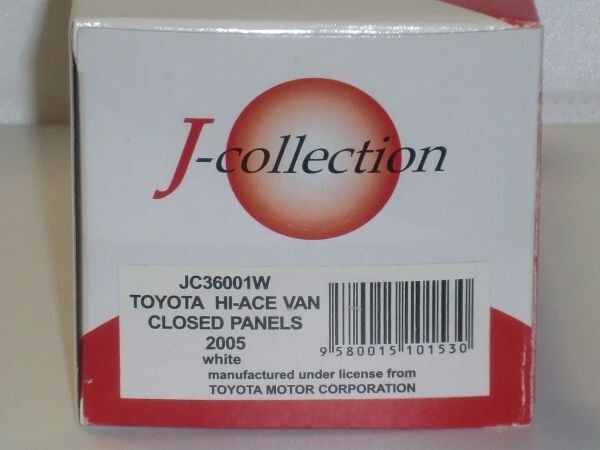 J-collection
JC36001W
TOYOTA HI-ACE VAN
CLOSED PANELS
2005
white
9 580015 101530
manufactured under license from
TOYOTA MOTOR CORPORATION